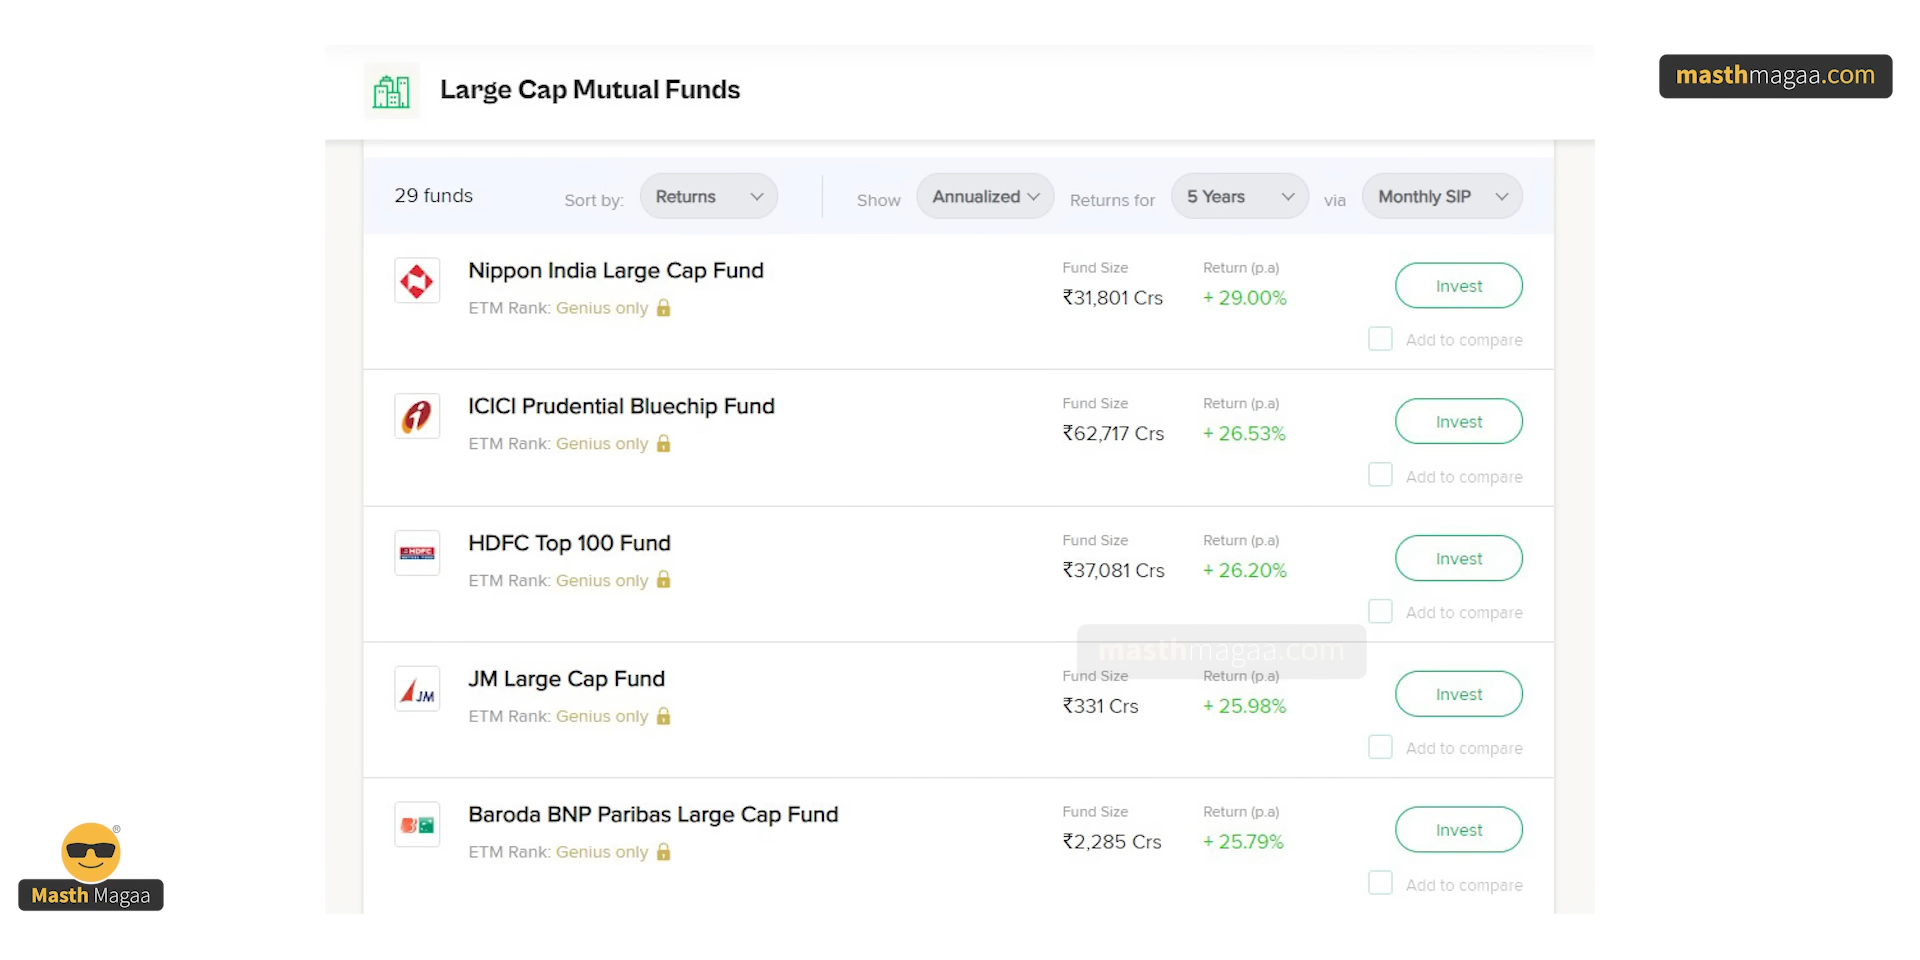 masthmagaa.com
Large Cap Mutual Funds
29 funds Sort by: Returns Show Annualized Returns for 5 Years via Monthly SIP
Nippon India Large Cap Fund
ETM Rank: Genius only
Fund Size Return (p.a)
₹31,801 Crs + 29.00%
Invest
Add to compare
ICICI Prudential Bluechip Fund
ETM Rank: Genius only
Fund Size Return (p.a)
₹62,717 Crs + 26.53%
Invest
Add to compare
HDFC
HDFC Top 100 Fund
ETM Rank: Genius only
Fund Size Return (p.a)
₹37,081 Crs + 26.20%
Invest
Add to compare
masthmagaa.com
JM
JM Large Cap Fund
ETM Rank: Genius only
Fund Size Return (p.a)
₹331 Crs + 25.98%
Invest
Add to compare
Baroda BNP Paribas Large Cap Fund
ETM Rank: Genius only
Fund Size Return (p.a)
₹2,285 Crs + 25.79%
Invest
Add to compare
®
Masth Magaa